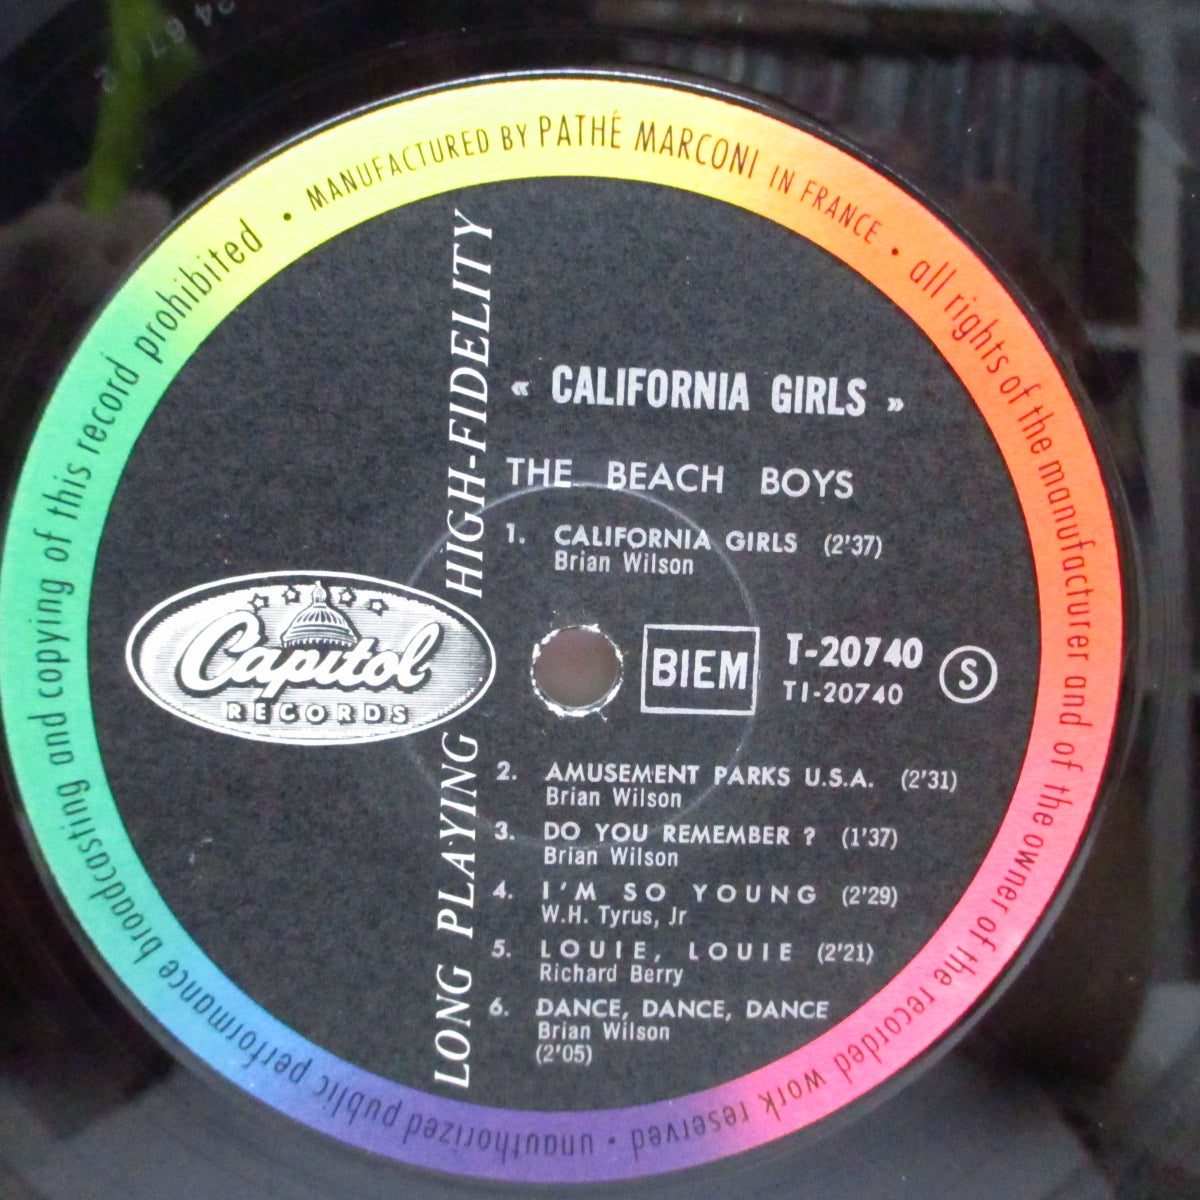 MANUFACTURED BY PATHÉ MARCONI IN FRANCE • all rights of the manufacturer and of the owner of the recorded work reserved • unauthorized public performance broadcasting and copying of this record prohibited •
LONG PLAYING HIGH-FIDELITY
« CALIFORNIA GIRLS »
THE BEACH BOYS
1. CALIFORNIA GIRLS (2'37)
Brian Wilson
Capitol
RECORDS
BIEM
T-20740
TI-20740
S
2. AMUSEMENT PARKS U.S.A. (2'31)
Brian Wilson
3. DO YOU REMEMBER ? (1'37)
Brian Wilson
4. I'M SO YOUNG (2'29)
W.H. Tyrus, Jr
5. LOUIE, LOUIE (2'21)
Richard Berry
6. DANCE, DANCE, DANCE
Brian Wilson
(2'05)